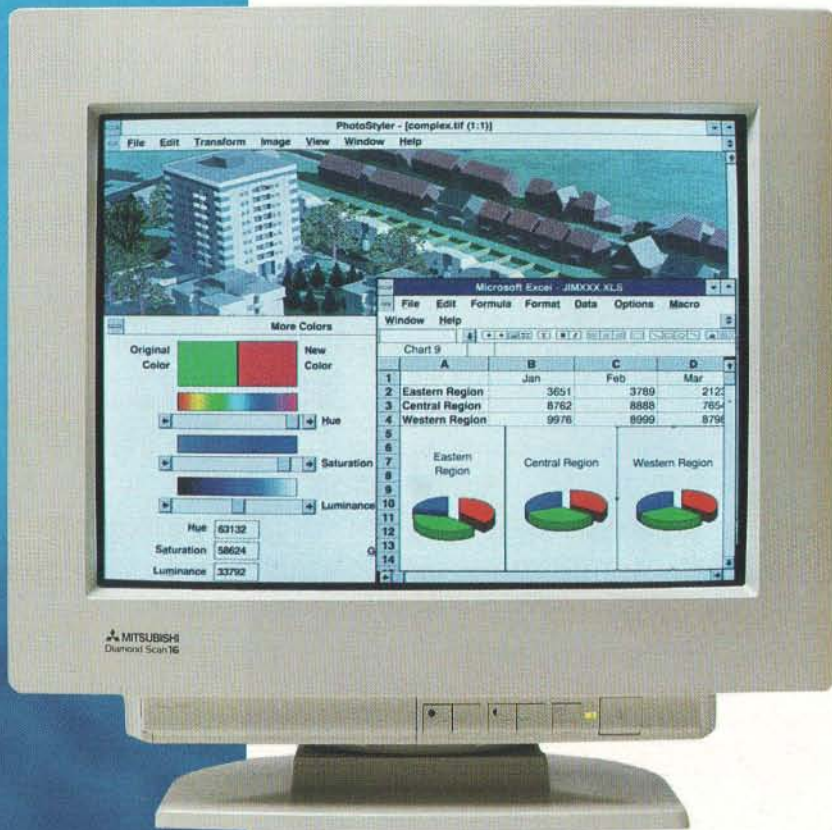 PhotoStyler - [complex.tif (1:1)]
File Edit Transform Image View Window Help
More Colors
Original Color
New Color
Hue
Saturation
Luminance
Hue 63132
Saturation 58624
G
Luminance 33792
Microsoft Excel - JIMXXX.XLS
File Edit Formula Format Data Options Macro
Window Help
Chart 9
A B C D
1 Jan Feb Mar
2 Eastern Region 3651 3789 2123
3 Central Region 8762 8888 7654
4 Western Region 9976 8999 8798
5
6
7
8
9
10
11
12
13
14
Eastern
Region
Central Region
Western Region
MITSUBISHI
Diamond Scan 16